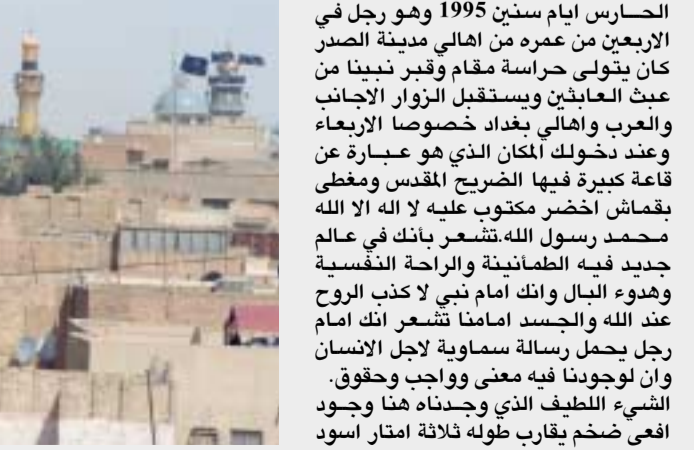 الحارس ايام سنين 1995 وهو رجل في
الاربعين من عمره من اهالي مدينة الصدر
كان يتولى حراسة مقام وقبر نبينا من
عبث العابثين ويستقبل الزوار الاجانب
والعرب واهالي بغداد خصوصا الاربعاء
وعند دخولك المكان الذي هو عبارة عن
قاعة كبيرة فيها الضريح المقدس ومغطى
بقماش اخضر مكتوب عليه لا اله الا الله
محمد رسول الله.تشعر بأنك في عالم
جديد فيه الطمأنينة والراحة النفسية
وهدوء البال وانك امام نبي لا كذب الروح
عند الله والجسد امامنا تشعر انك امام
رجل يحمل رسالة سماوية لاجل الانسان
وان لوجودنا فيه معنى وواجب وحقوق.
الشيء اللطيف الذي وجدناه هنا وجود
افعى ضخم يقارب طوله ثلاثة امتار اسود